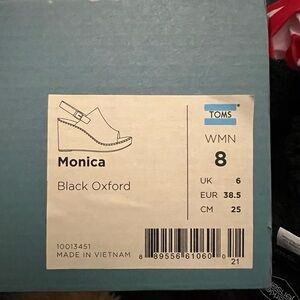 TOMS
WMN
8
Monica
Black Oxford
UK 6
EUR 38.5
CM 25
10013451
MADE IN VIETNAM
8 89556 61060 0
21